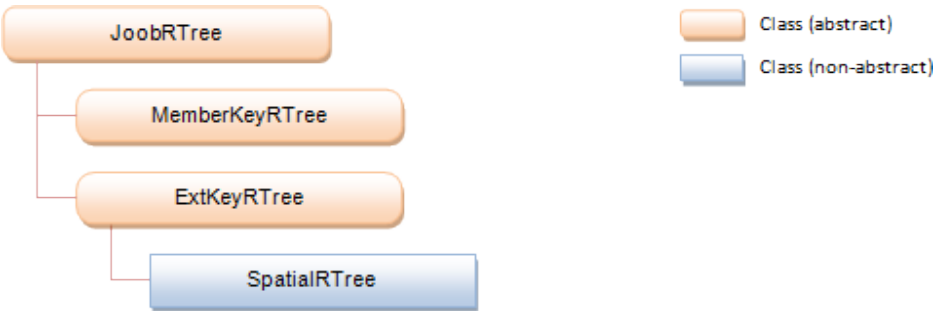 JoobRTree
Class (abstract)
Class (non-abstract)
MemberKeyRTree
ExtKeyRTree
SpatialRTree